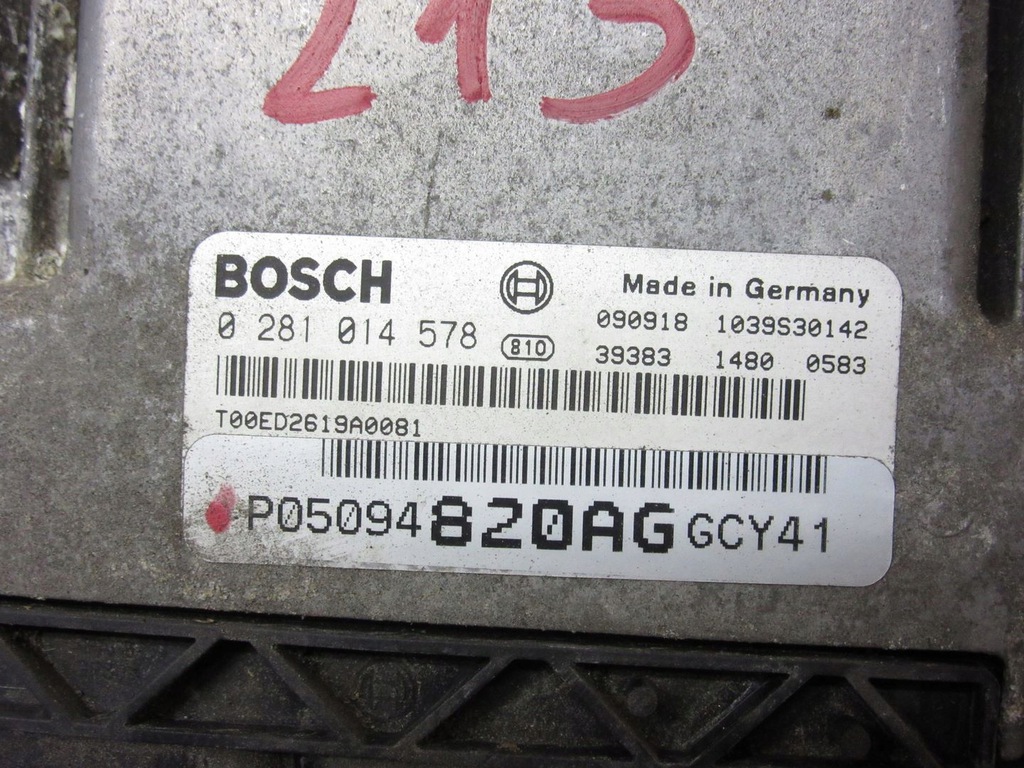 213
BOSCH
Made in Germany
0 281 014 578
810
090918 1039S30142
39383 1480 0583
T00ED2619A0081
P05094820AG GCY41